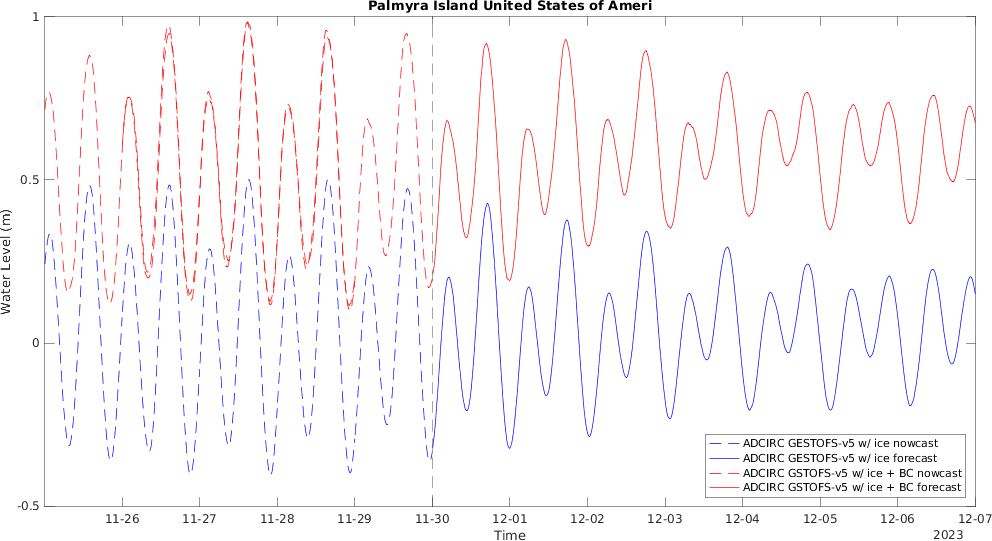 Palmyra Island United States of Ameri
1
0.5
0
-0.5
Water Level (m)
11-26 11-27 11-28 11-29 11-30 12-01 12-02 12-03 12-04 12-05 12-06 12-07
Time
2023
ADCIRC GESTOFS-v5 w/ ice nowcast
ADCIRC GESTOFS-v5 w/ ice forecast
ADCIRC GSTOFS-v5 w/ ice + BC nowcast
ADCIRC GSTOFS-v5 w/ ice + BC forecast